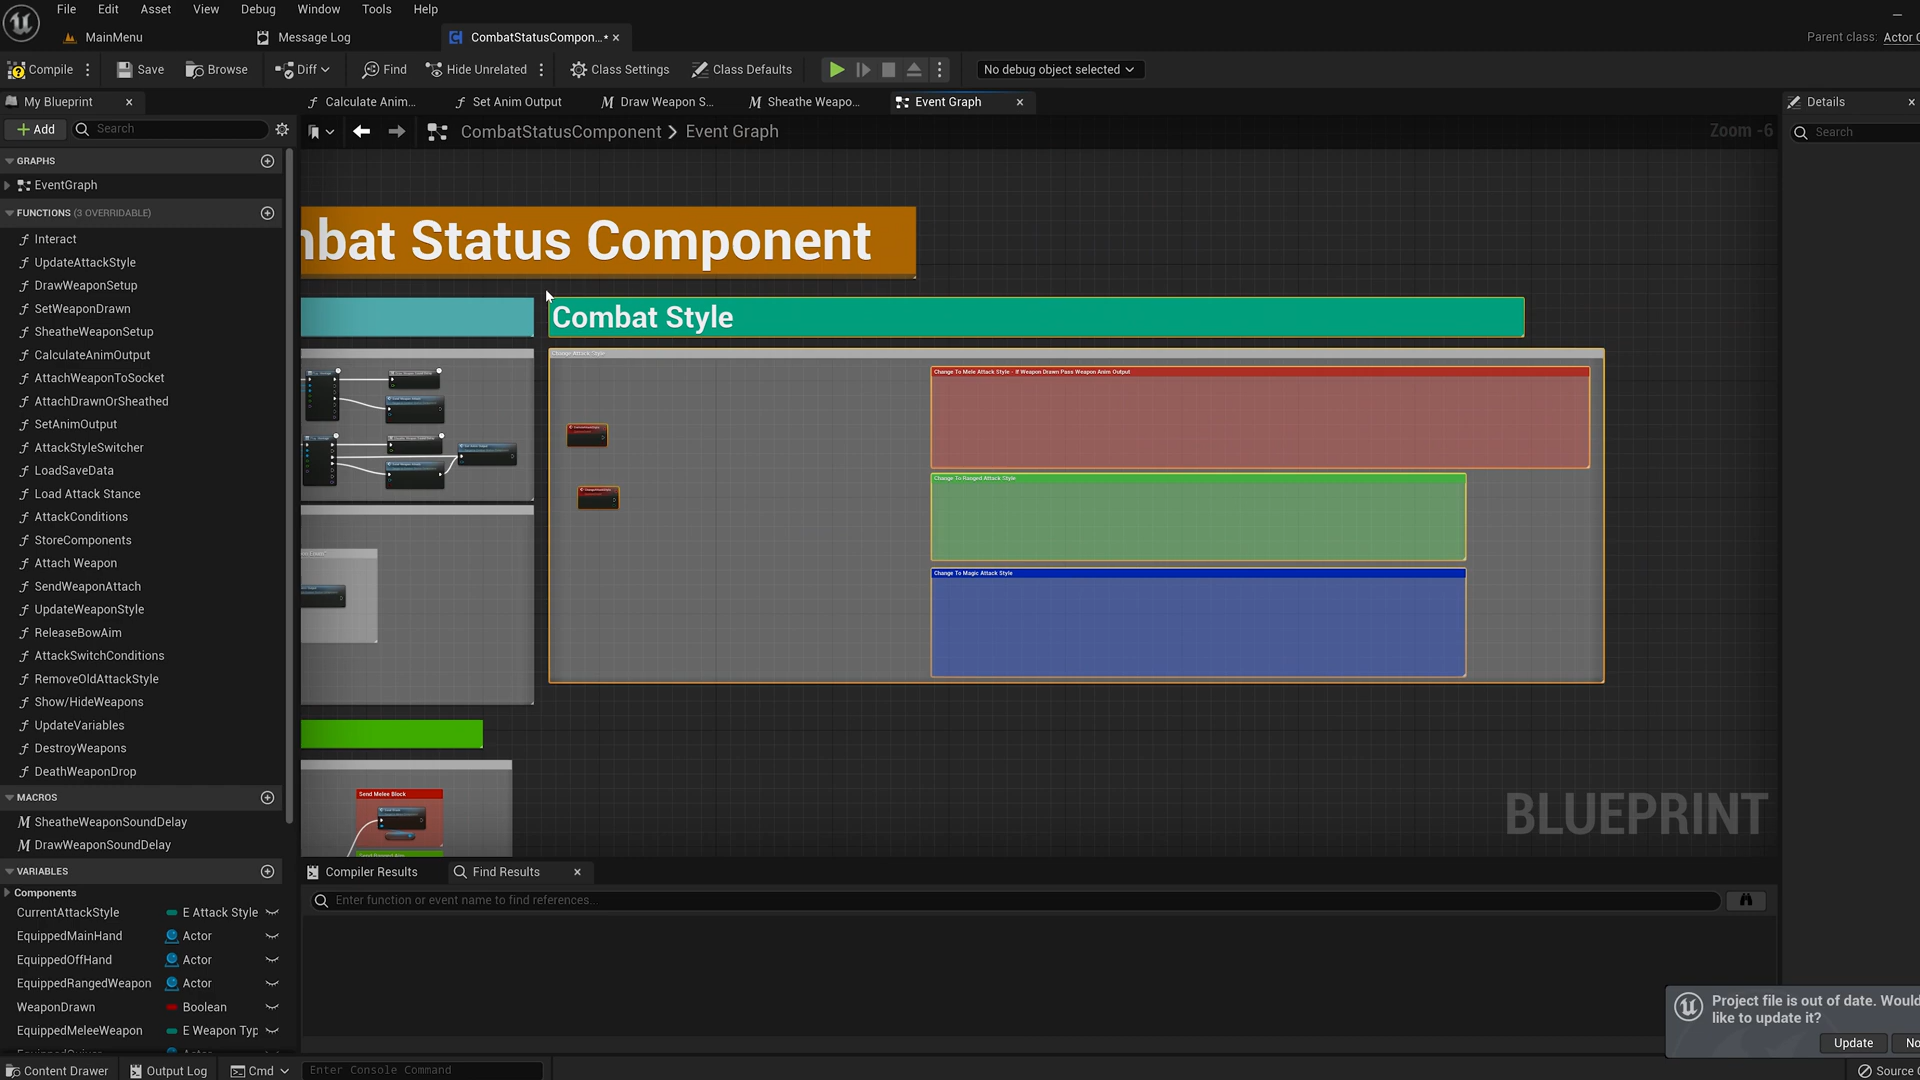 File Edit Asset View Debug Window Tools Help
MainMenu
Message Log
CombatStatusCompon...*
Parent class: Actor C
Compile
Save
Browse
Diff
Find
Hide Unrelated
Class Settings
Class Defaults
No debug object selected
My Blueprint
Calculate Anim...
Set Anim Output
Draw Weapon S...
Sheathe Weapo...
Event Graph
Details
Add
Search
CombatStatusComponent > Event Graph
Zoom -6
Search
GRAPHS
EventGraph
FUNCTIONS (3 OVERRIDABLE)
Interact
UpdateAttackStyle
DrawWeaponSetup
SetWeaponDrawn
SheatheWeaponSetup
CalculateAnimOutput
AttachWeaponToSocket
AttachDrawnOrSheathed
SetAnimOutput
AttackStyleSwitcher
LoadSaveData
Load Attack Stance
AttackConditions
StoreComponents
Attach Weapon
SendWeaponAttach
UpdateWeaponStyle
ReleaseBowAim
AttackSwitchConditions
RemoveOldAttackStyle
Show/HideWeapons
UpdateVariables
DestroyWeapons
DeathWeaponDrop
MACROS
SheatheWeaponSoundDelay
DrawWeaponSoundDelay
VARIABLES
Components
CurrentAttackStyle E Attack Style
EquippedMainHand Actor
EquippedOffHand Actor
EquippedRangedWeapon Actor
WeaponDrawn Boolean
EquippedMeleeWeapon E Weapon Typ
mbat Status Component
Combat Style
Change Attack Style
Change To Mele Attack Style - If Weapon Drawn Pass Weapon Anim Output
Change To Ranged Attack Style
Change To Magic Attack Style
Send Melee Block
BLUEPRINT
Compiler Results
Find Results
Enter function or event name to find references...
Project file is out of date. Would
like to update it?
Update
No
Content Drawer
Output Log
Cmd
Enter Console Command
Source C